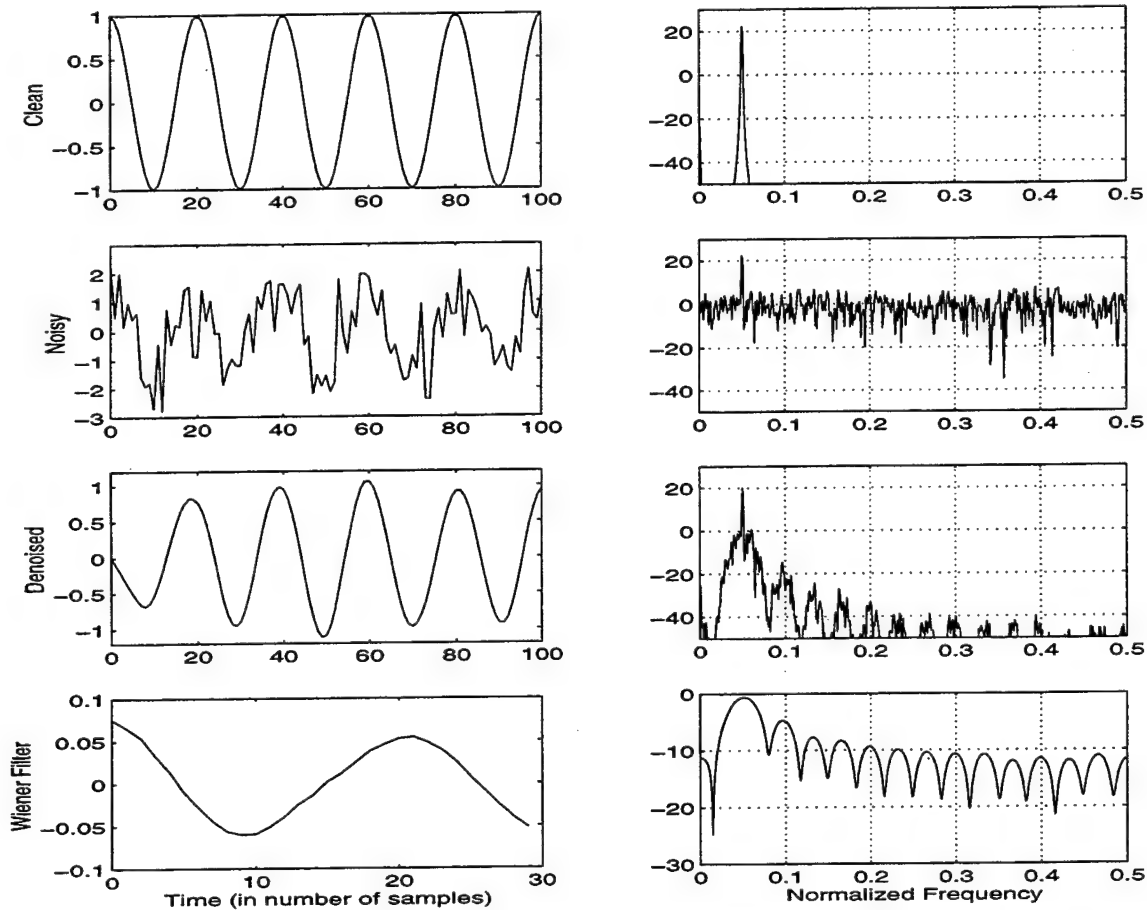 Clean
1
0.5
0
−0.5
−1
0 20 40 60 80 100
20
0
−20
−40
0 0.1 0.2 0.3 0.4 0.5
Noisy
2
1
0
−1
−2
−3
0 20 40 60 80 100
20
0
−20
−40
0 0.1 0.2 0.3 0.4 0.5
Denoised
1
0.5
0
−0.5
−1
0 20 40 60 80 100
20
0
−20
−40
0 0.1 0.2 0.3 0.4 0.5
Wiener Filter
0.1
0.05
0
−0.05
−0.1
0 10 20 30
Time (in number of samples)
0
−10
−20
−30
0 0.1 0.2 0.3 0.4 0.5
Normalized Frequency